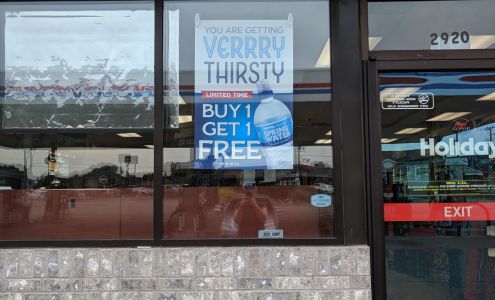 YOU ARE GETTING
VERRRY
THIRSTY
LIMITED TIME
BUY 1
GET 1
FREE
SPRING
WATER
2920
Holiday
EXIT